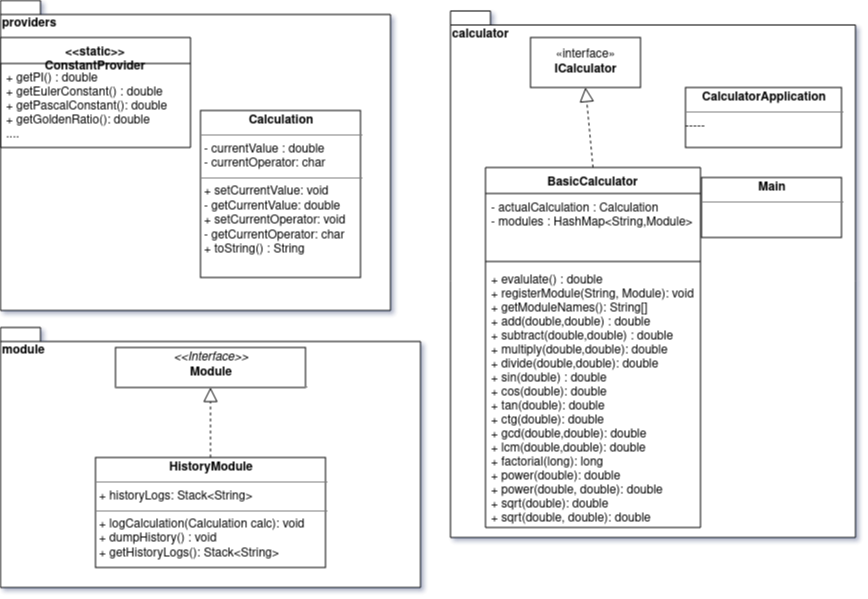 providers
<<static>>
ConstantProvider
+ getPI() : double
+ getEulerConstant() : double
+ getPascalConstant(): double
+ getGoldenRatio(): double
....
Calculation
- currentValue : double
- currentOperator: char
+ setCurrentValue: void
- getCurrentValue: double
+ setCurrentOperator: void
- getCurrentOperator: char
+ toString() : String
module
<<Interface>>
Module
HistoryModule
+ historyLogs: Stack<String>
+ logCalculation(Calculation calc): void
+ dumpHistory() : void
+ getHistoryLogs(): Stack<String>
calculator
«interface»
ICalculator
CalculatorApplication
-----
BasicCalculator
- actualCalculation : Calculation
- modules : HashMap<String,Module>
+ evalulate() : double
+ registerModule(String, Module): void
+ getModuleNames(): String[]
+ add(double,double) : double
+ subtract(double,double) : double
+ multiply(double,double): double
+ divide(double,double): double
+ sin(double) : double
+ cos(double): double
+ tan(double): double
+ ctg(double): double
+ gcd(double,double): double
+ lcm(double,double): double
+ factorial(long): long
+ power(double): double
+ power(double, double): double
+ sqrt(double): double
+ sqrt(double, double): double
Main